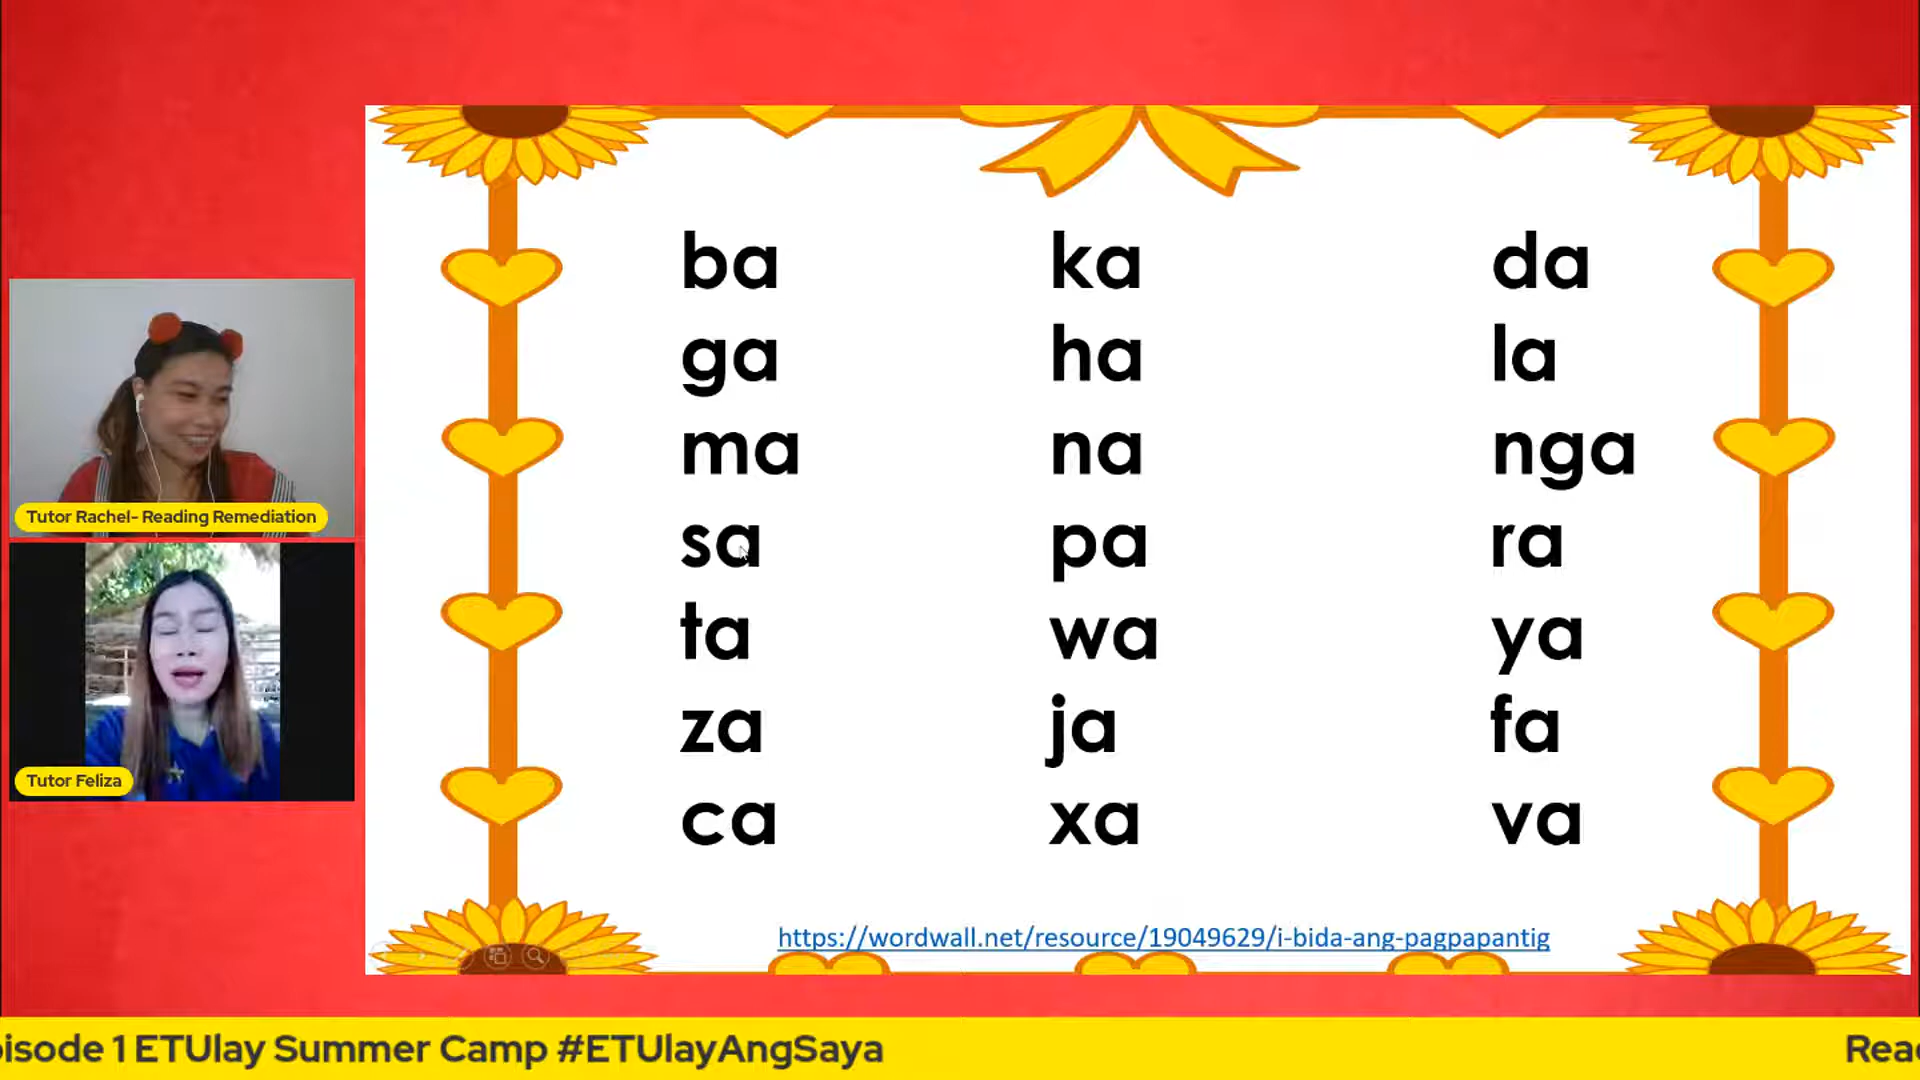 ba ka da
ga ha la
ma na nga
sa pa ra
ta wa ya
za ja fa
ca xa va
https://wordwall.net/resource/19049629/i-bida-ang-pagpapantig
Tutor Rachel- Reading Remediation
Tutor Feliza
1 ETUlay Summer Camp #ETUlayAngSaya